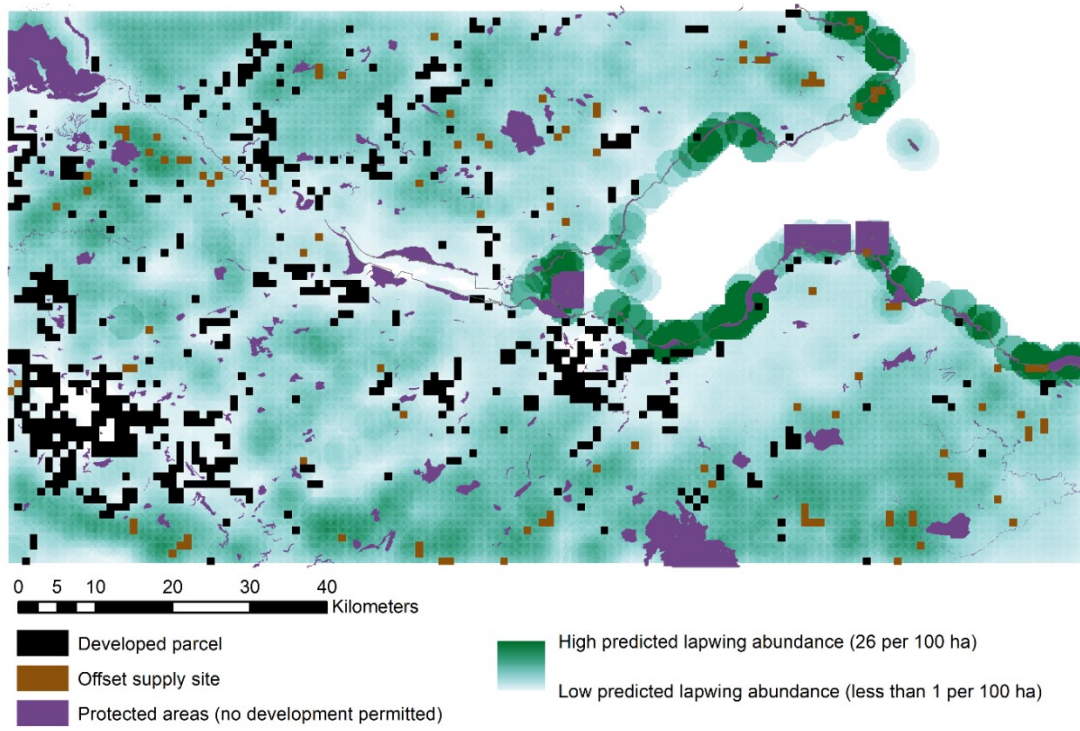 0 5 10 20 30 40
Kilometers
Developed parcel
Offset supply site
Protected areas (no development permitted)
High predicted lapwing abundance (26 per 100 ha)
Low predicted lapwing abundance (less than 1 per 100 ha)